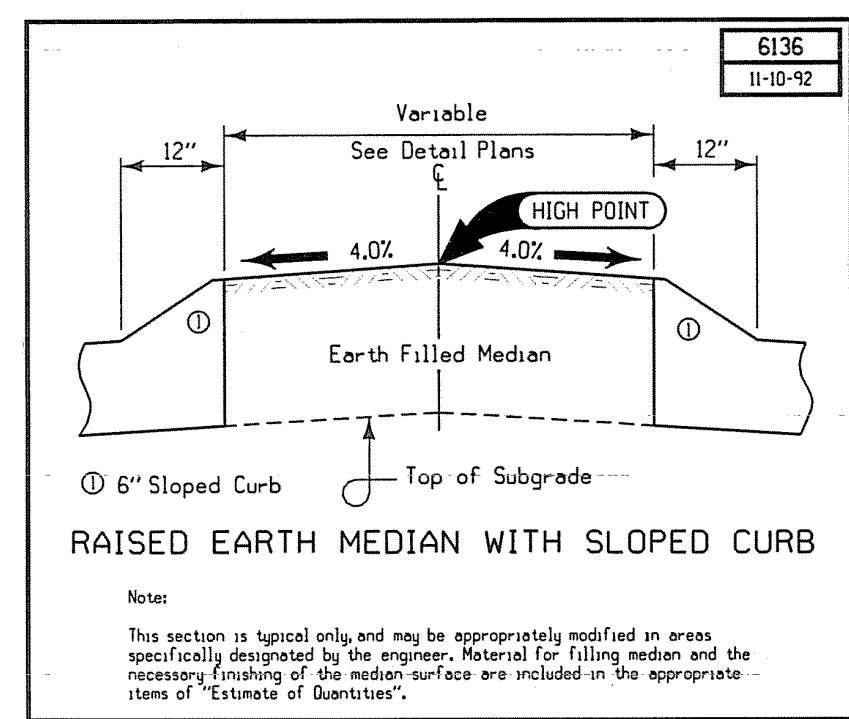 6136
11-10-92
Variable
12" See Detail Plans 12"
℄
HIGH POINT
4.0% 4.0%
① ①
Earth Filled Median
① 6" Sloped Curb
Top of Subgrade
RAISED EARTH MEDIAN WITH SLOPED CURB
Note:
This section is typical only, and may be appropriately modified in areas
specifically designated by the engineer. Material for filling median and the
necessary finishing of the median surface are included in the appropriate
items of "Estimate of Quantities".